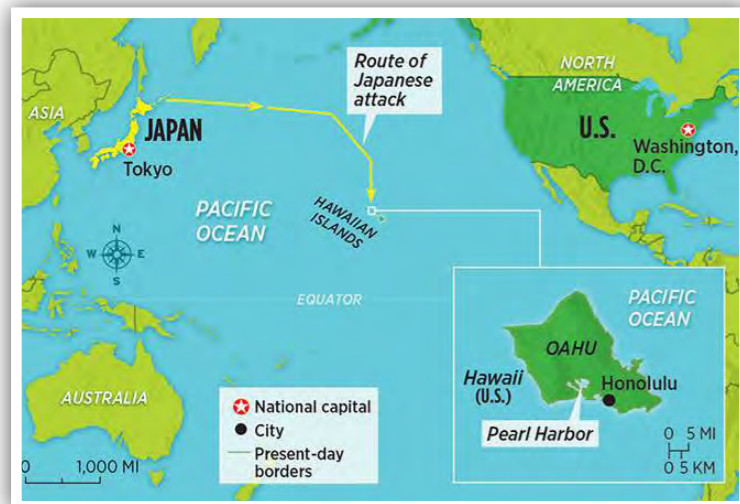 Route of
Japanese
attack
NORTH
AMERICA
ASIA
JAPAN
Tokyo
U.S.
Washington,
D.C.
PACIFIC
OCEAN
HAWAIIAN
ISLANDS
N
W E
S
EQUATOR
AUSTRALIA
National capital
City
Present-day
borders
0 1,000 MI
PACIFIC
OCEAN
OAHU
Hawaii
(U.S.)
Honolulu
Pearl Harbor
0 5 MI
0 5 KM